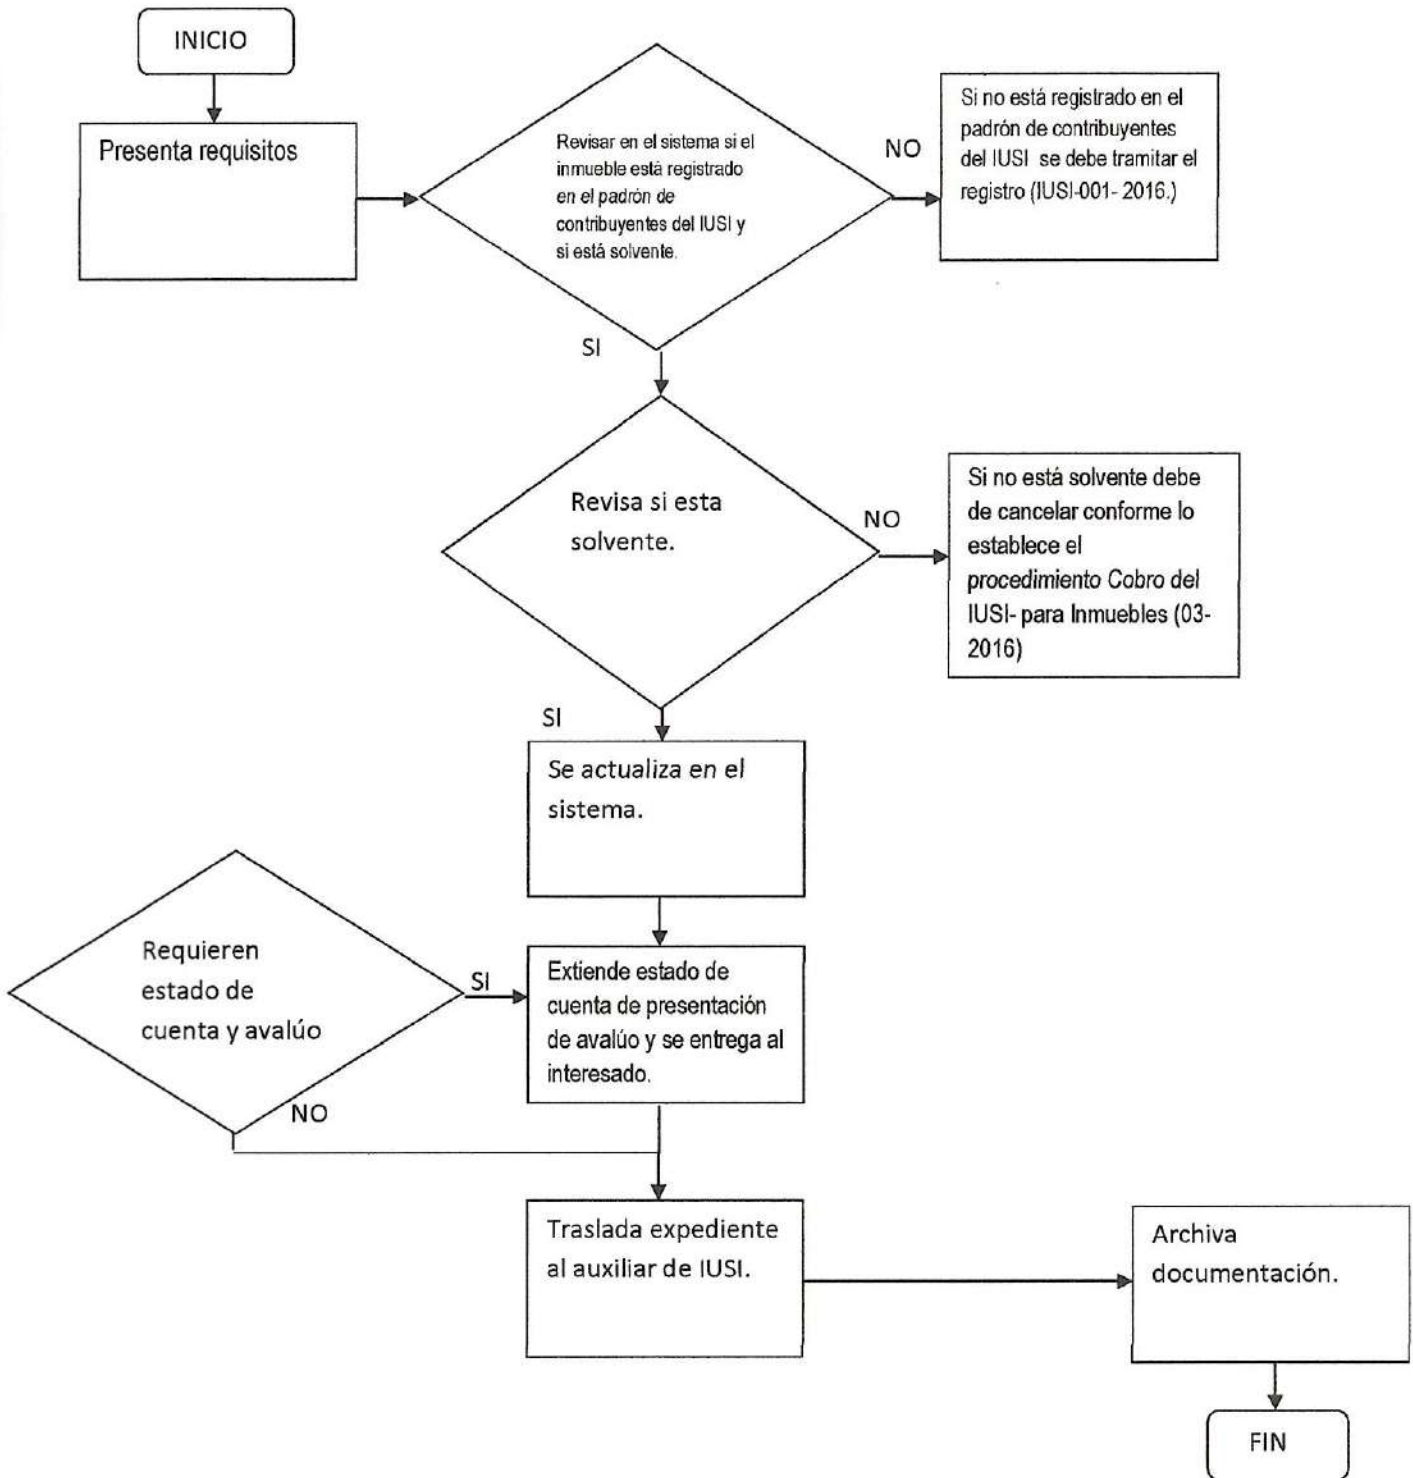 INICIO
Presenta requisitos
Revisar en el sistema si el
inmueble está registrado
en el padrón de
contribuyentes del IUSI y
si está solvente.
NO
Si no está registrado en el
padrón de contribuyentes
del IUSI se debe tramitar el
registro (IUSI-001- 2016.)
SI
Revisa si esta
solvente.
NO
Si no está solvente debe
de cancelar conforme lo
establece el
procedimiento Cobro del
IUSI- para Inmuebles (03-
2016)
SI
Se actualiza en el
sistema.
Requieren
estado de
cuenta y avalúo
SI
Extiende estado de
cuenta de presentación
de avalúo y se entrega al
interesado.
NO
Traslada expediente
al auxiliar de IUSI.
Archiva
documentación.
FIN